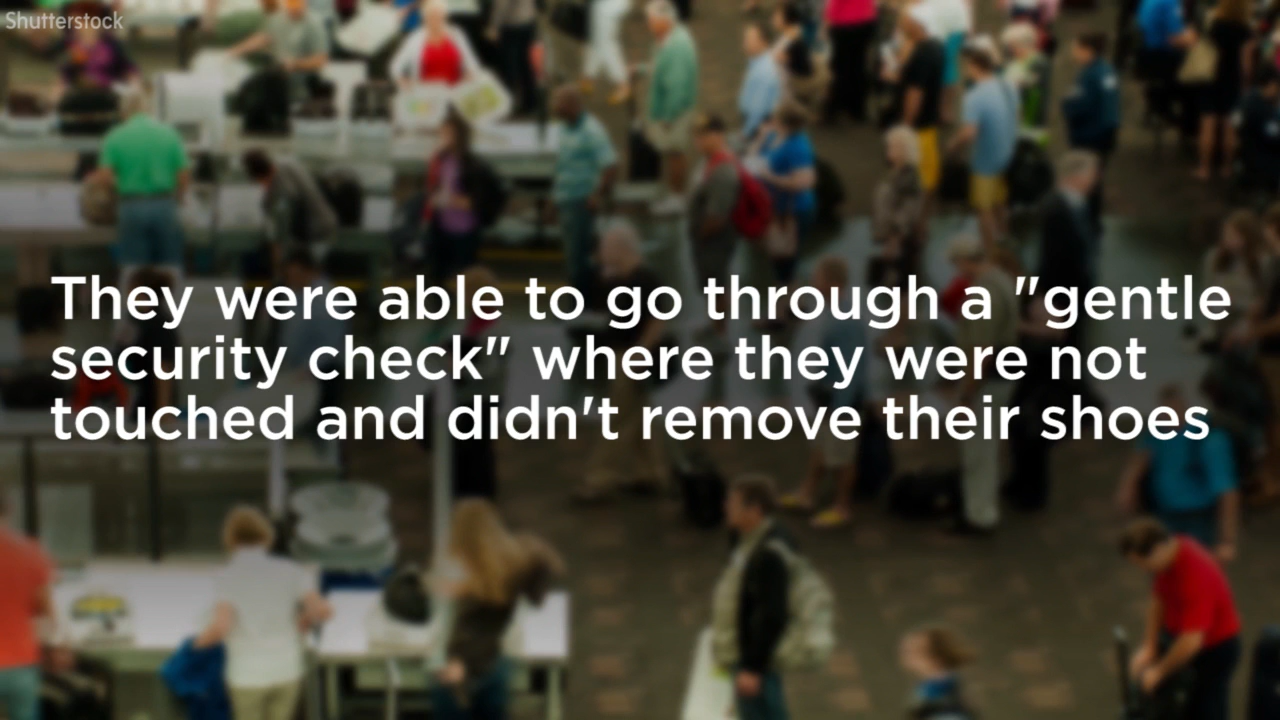 Shutterstock
They were able to go through a "gentle
security check" where they were not
touched and didn't remove their shoes